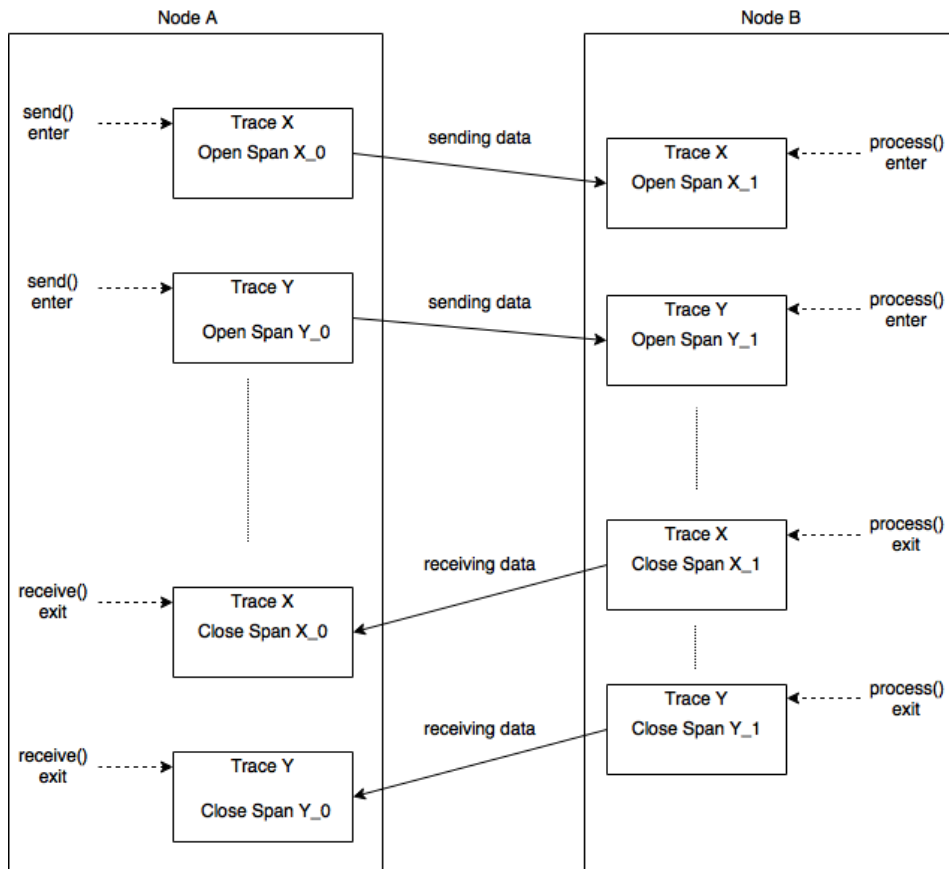 Node A
Node B
send()
enter
Trace X
Open Span X_0
sending data
Trace X
Open Span X_1
process()
enter
send()
enter
Trace Y
Open Span Y_0
sending data
Trace Y
Open Span Y_1
process()
enter
Trace X
Close Span X_1
process()
exit
receiving data
receive()
exit
Trace X
Close Span X_0
Trace Y
Close Span Y_1
process()
exit
receiving data
receive()
exit
Trace Y
Close Span Y_0